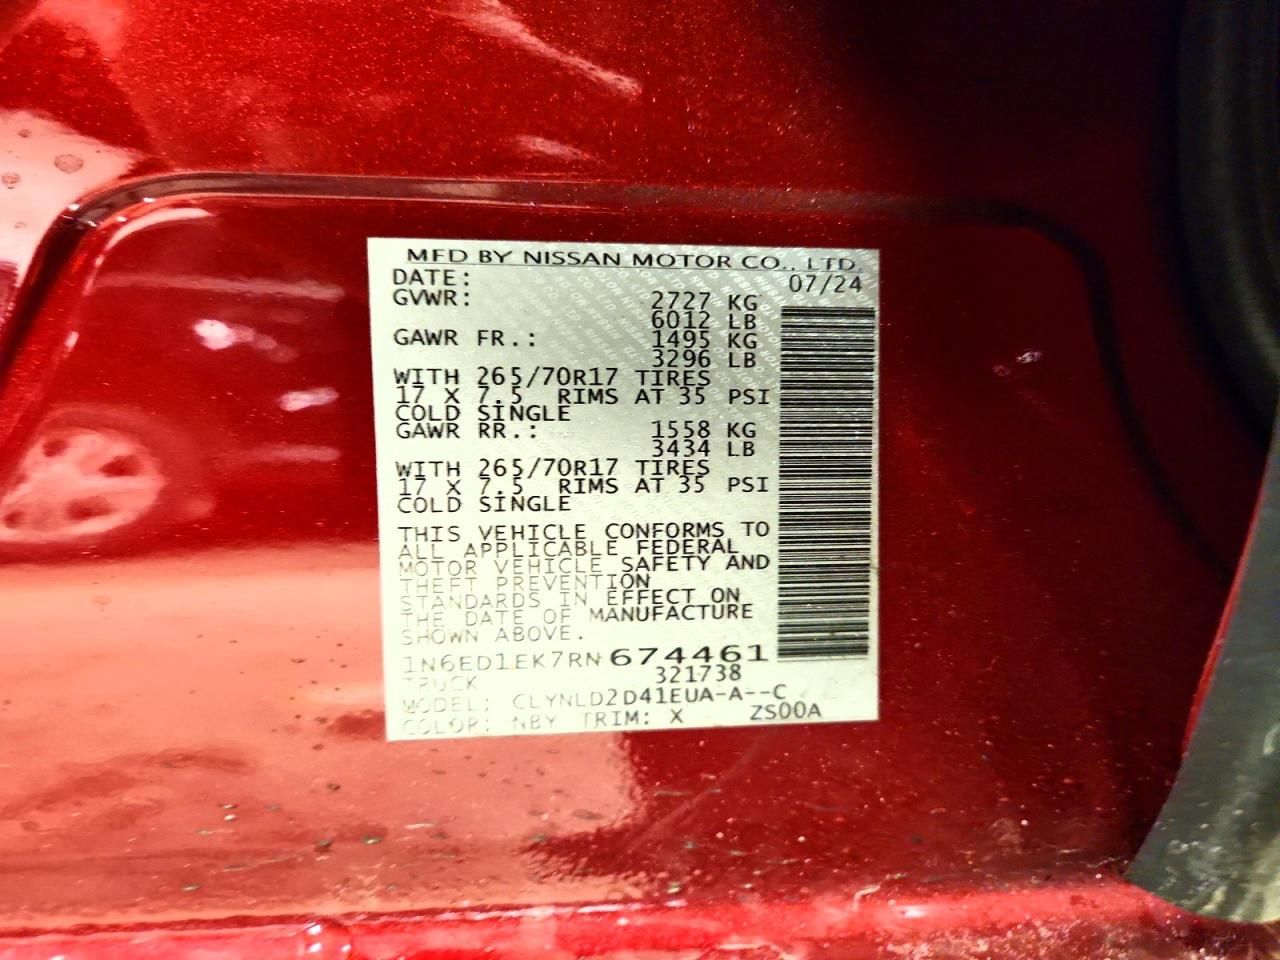 MFD BY NISSAN MOTOR CO., LTD.
DATE: 07/24
GVWR: 2727 KG
6012 LB
GAWR FR.: 1495 KG
3296 LB
WITH 265/70R17 TIRES
17 X 7.5 RIMS AT 35 PSI
COLD SINGLE
GAWR RR.: 1558 KG
3434 LB
WITH 265/70R17 TIRES
17 X 7.5 RIMS AT 35 PSI
COLD SINGLE
THIS VEHICLE CONFORMS TO
ALL APPLICABLE FEDERAL
MOTOR VEHICLE SAFETY AND
THEFT PREVENTION
STANDARDS IN EFFECT ON
THE DATE OF MANUFACTURE
SHOWN ABOVE.
1N6ED1EK7RN674461
TRUCK 321738
MODEL: CLYNLD2D41EUA-A--C
COLOR: NBY TRIM: X ZS00A